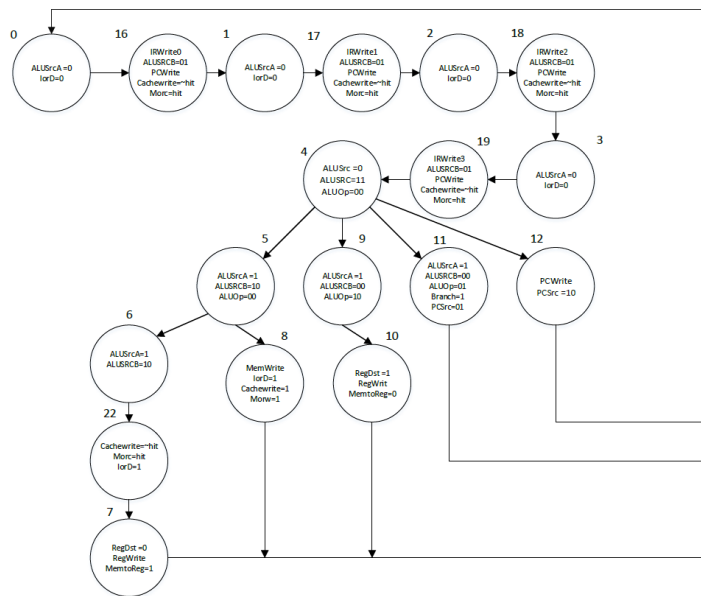 0
ALUSrcA =0
IorD=0
16
IRWrite0
ALUSRCB=01
PCWrite
Cachewrite=~hit
Morc=hit
1
ALUSrcA =0
IorD=0
17
IRWrite1
ALUSRCB=01
PCWrite
Cachewrite=~hit
Morc=hit
2
ALUSrcA =0
IorD=0
18
IRWrite2
ALUSRCB=01
PCWrite
Cachewrite=~hit
Morc=hit
3
ALUSrcA =0
IorD=0
19
IRWrite3
ALUSRCB=01
PCWrite
Cachewrite=~hit
Morc=hit
4
ALUSrc =0
ALUSRC=11
ALUOp=00
5
ALUSrcA =1
ALUSRCB=10
ALUOp=00
9
ALUSrcA =1
ALUSRCB=00
ALUOp=10
11
ALUSrcA =1
ALUSRCB=00
ALUOp=01
Branch=1
PCSrc=01
12
PCWrite
PCSrc =10
6
ALUSrcA=1
ALUSRCB=10
8
MemWrite
IorD=1
Cachewrite=1
Morw=1
10
RegDst =1
RegWrit
MemtoReg=0
22
Cachewrite=~hit
Morc=hit
IorD=1
7
RegDst =0
RegWrite
MemtoReg=1